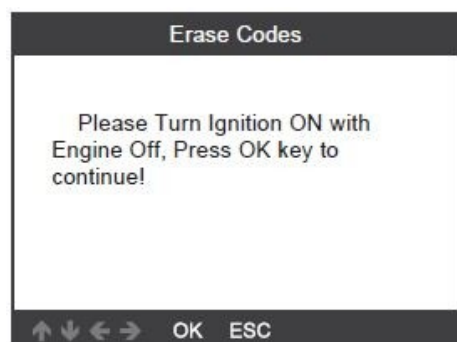 Erase Codes
Please Turn Ignition ON with
Engine Off, Press OK key to
continue!
OK ESC